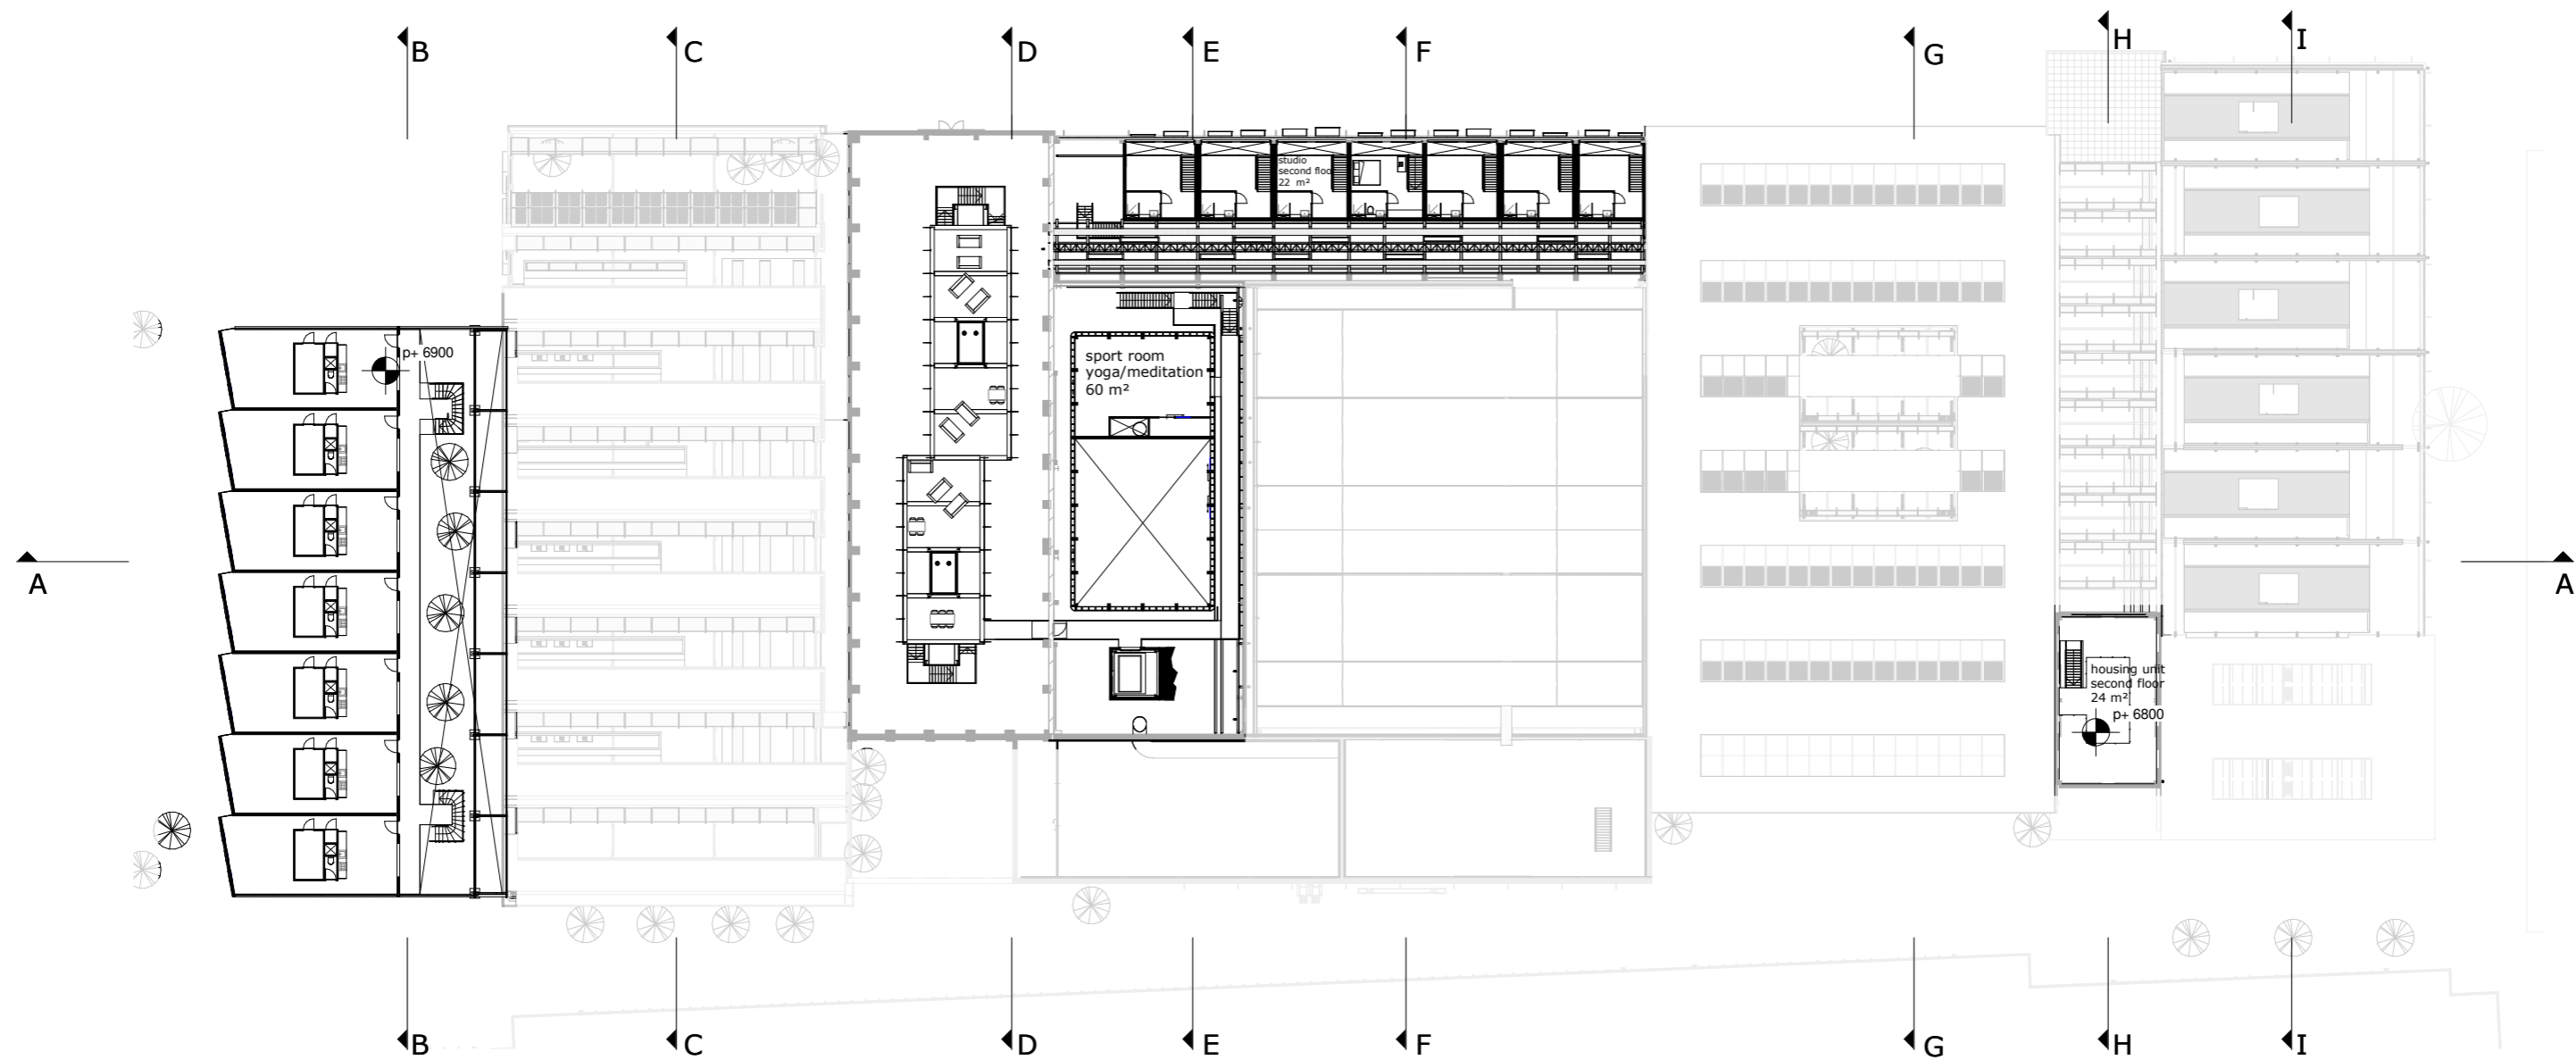 B
C
D
E
F
G
H
I
studio
second floo
22 m²
p+ 6900
sport room
yoga/meditation
60 m²
A
A
housing unit
second floor
24 m²
p+ 6800
B
C
D
E
F
G
H
I